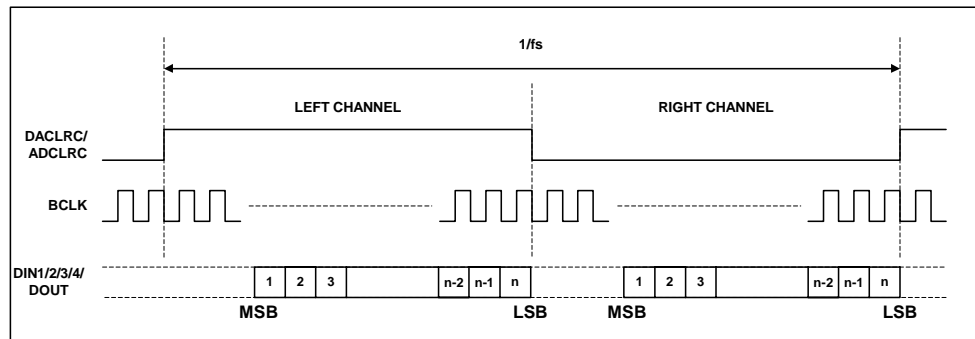 1/fs
LEFT CHANNEL
RIGHT CHANNEL
DACLRC/
ADCLRC
BCLK
DIN1/2/3/4/
DOUT
1 2 3 n-2 n-1 n 1 2 3 n-2 n-1 n
MSB LSB MSB LSB